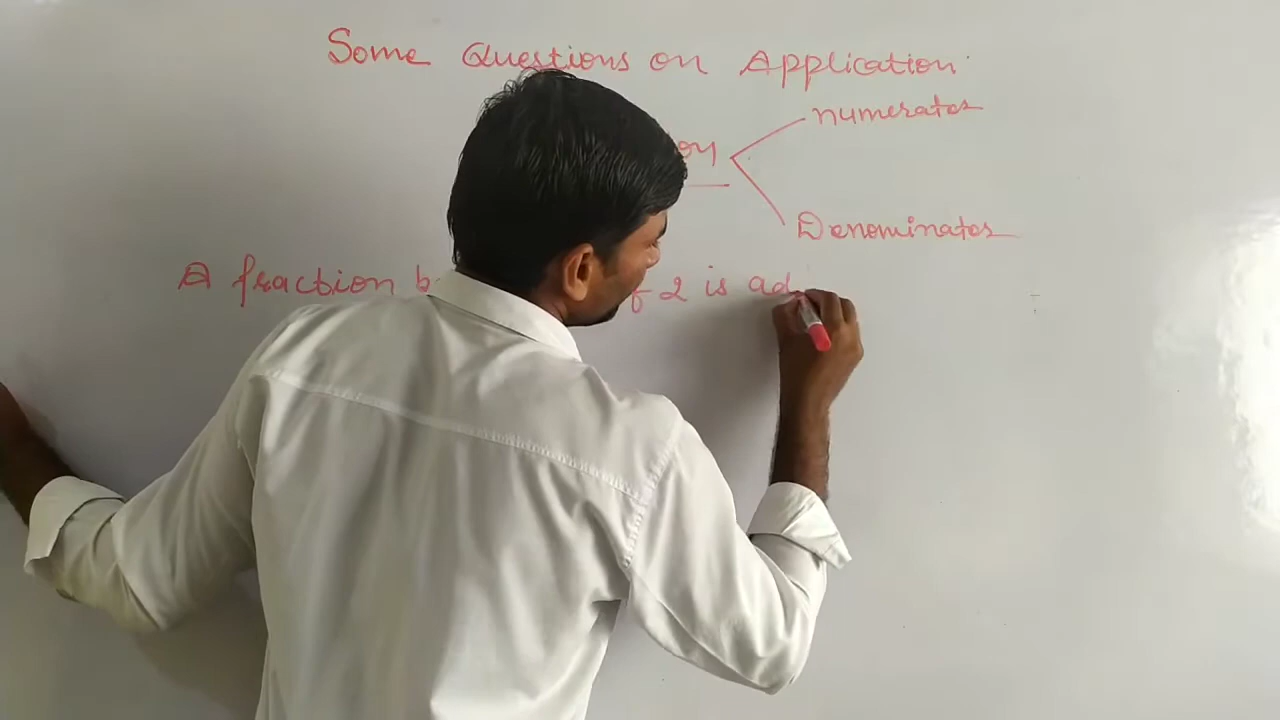 Some Questions on Application
numerator
Denominator
A fraction 2 is ad